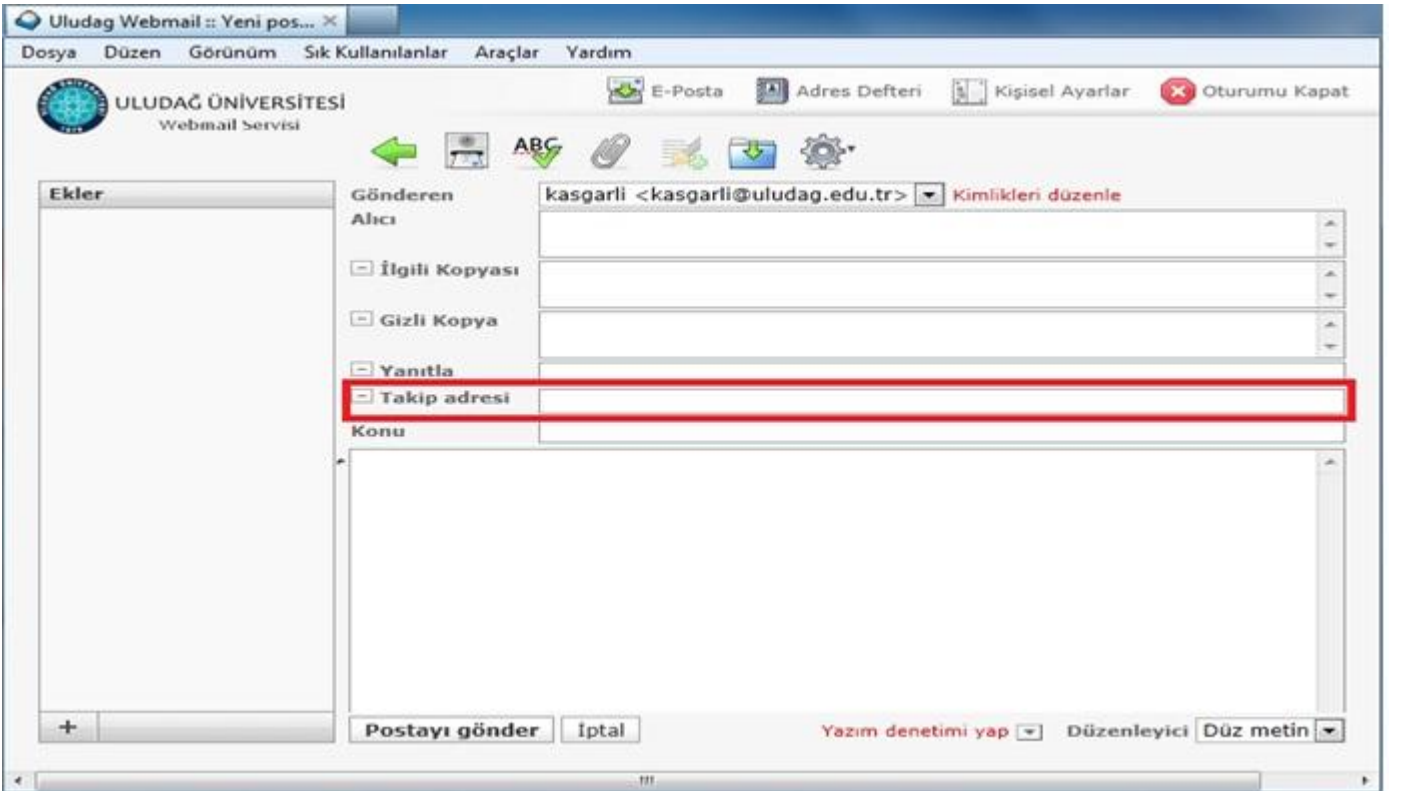 Uludag Webmail :: Yeni pos...
Dosya Düzen Görünüm Sık Kullanılanlar Araçlar Yardım
ULUDAĞ ÜNİVERSİTESİ
Webmail Servisi
E-Posta Adres Defteri Kişisel Ayarlar Oturumu Kapat
ABC
Ekler
Gönderen kasgarli <kasgarli@uludag.edu.tr> Kimlikleri düzenle
Alıcı
İlgili Kopyası
Gizli Kopya
Yanıtla
Takip adresi
Konu
+
Postayı gönder İptal Yazım denetimi yap Düzenleyici Düz metin